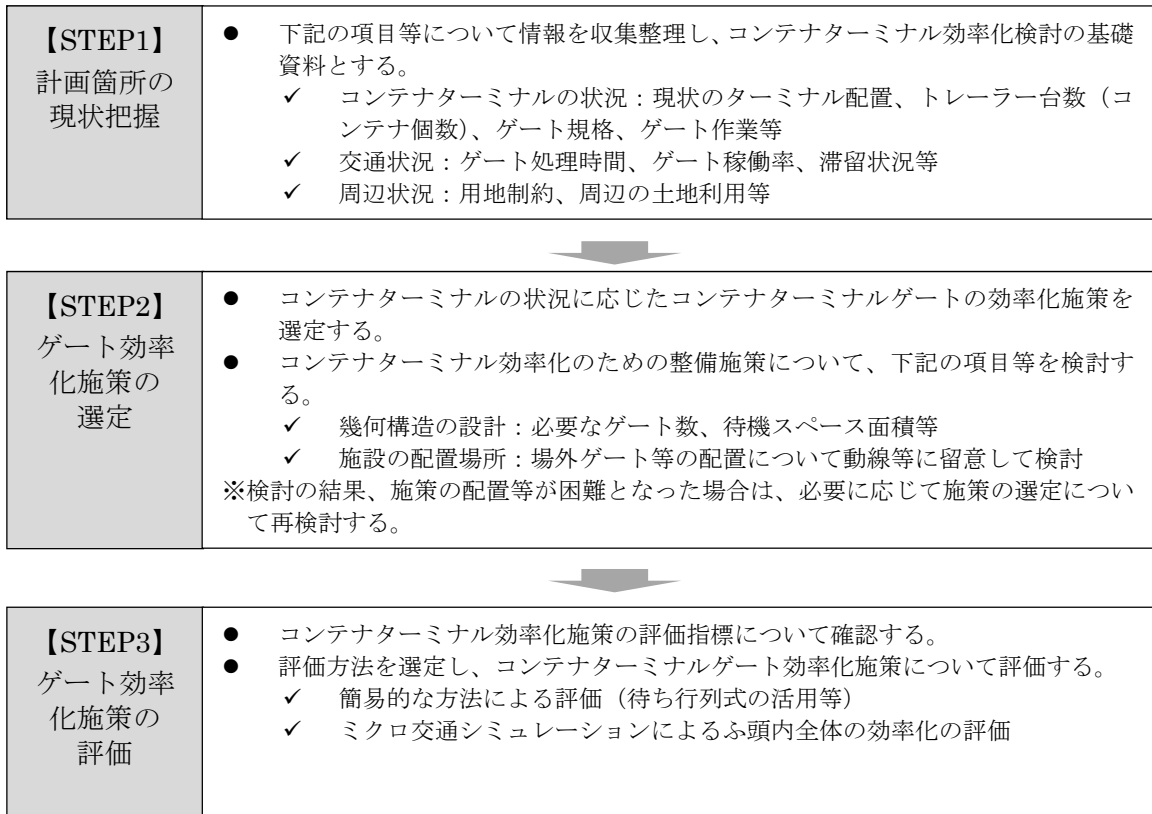 【STEP1】
計画箇所の
現状把握
● 下記の項目等について情報を収集整理し、コンテナターミナル効率化検討の基礎
資料とする。
✓ コンテナターミナルの状況：現状のターミナル配置、トレーラー台数（コ
ンテナ個数）、ゲート規格、ゲート作業等
✓ 交通状況：ゲート処理時間、ゲート稼働率、滞留状況等
✓ 周辺状況：用地制約、周辺の土地利用等
【STEP2】
ゲート効率
化施策の
選定
● コンテナターミナルの状況に応じたコンテナターミナルゲートの効率化施策を
選定する。
● コンテナターミナル効率化のための整備施策について、下記の項目等を検討す
る。
✓ 幾何構造の設計：必要なゲート数、待機スペース面積等
✓ 施設の配置場所：場外ゲート等の配置について動線等に留意して検討
※検討の結果、施策の配置等が困難となった場合は、必要に応じて施策の選定につい
て再検討する。
【STEP3】
ゲート効率
化施策の
評価
● コンテナターミナル効率化施策の評価指標について確認する。
● 評価方法を選定し、コンテナターミナルゲート効率化施策について評価する。
✓ 簡易的な方法による評価（待ち行列式の活用等）
✓ ミクロ交通シミュレーションによるふ頭内全体の効率化の評価